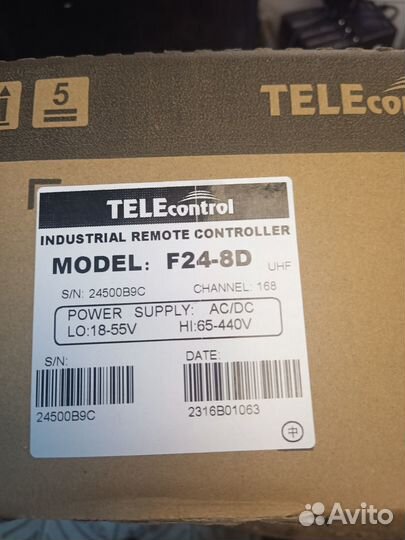 5
TELEcon
TELEcontrol
INDUSTRIAL REMOTE CONTROLLER
MODEL: F24-8D UHF
S/N: 24500B9C CHANNEL: 168
POWER SUPPLY: AC/DC
LO:18-55V HI:65-440V
S/N: DATE:
24500B9C 2316B01063
中
Avito